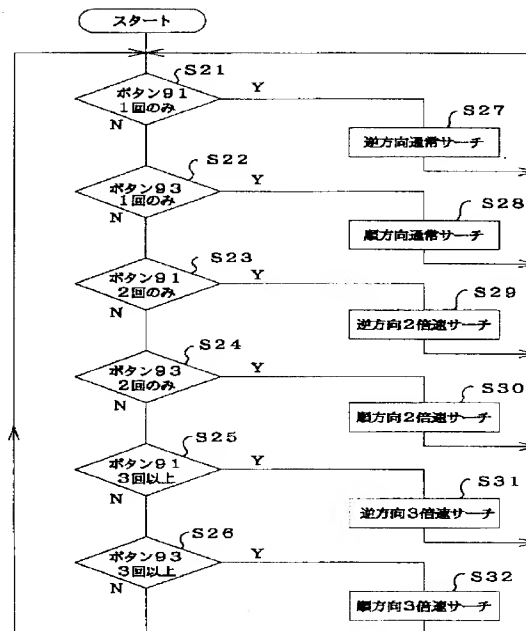 スタート
S21
ボタン91
1回のみ
Y
N
S27
逆方向通常サーチ
S22
ボタン93
1回のみ
Y
N
S28
順方向通常サーチ
S23
ボタン91
2回のみ
Y
N
S29
逆方向2倍速サーチ
S24
ボタン93
2回のみ
Y
N
S30
順方向2倍速サーチ
S25
ボタン91
3回以上
Y
N
S31
逆方向3倍速サーチ
S26
ボタン93
3回以上
Y
N
S32
順方向3倍速サーチ